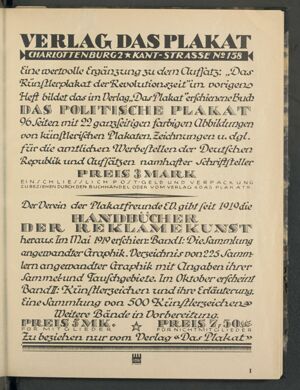 VERLAG DAS PLAKAT
CHARLOTTENBURG 2 ★ KANT-STRASSE No 158
Eine wertvolle Ergänzung zu dem Aufsatz: „Das
Künstlerplakat der Revolutionszeit" im vorigen
Heft bildet das im Verlag „Das Plakat" erschienene Buch
DAS POLITISCHE PLAKAT
96 Seiten mit 22 ganzseitigen farbigen Abbildungen
von künstlerischen Plakaten, Zeichnungen u. dgl.
für die amtlichen Werbestellen der Deutschen
Republik und Aufsätzen namhafter Schriftsteller
PREIS 3 MARK
EINSCHLIESSLICH POSTGELD UND VERPACKUNG
ZU BEZIEHEN DURCH DEN BUCHHANDEL ODER VOM VERLAG »DAS PLAKAT«
Der Verein der Plakatfreunde E.V. gibt seit 1919 die
HANDBÜCHER
DER REKLAMEKUNST
heraus. Im Mai 1919 erschien: Band I: Die Sammlung
angewandter Graphik. Verzeichnis von 225 Samm-
lern angewandter Graphik mit Angaben ihrer
Sammel- und Tauschgebiete. Im Oktober erscheint
Band II: Künstlerzeichen und ihre Erläuterung.
Eine Sammlung von 500 Künstlerzeichen
Weitere Bände in Vorbereitung.
PREIS 5 MK. ★ PREIS 7,50 MK.
FÜR MITGLIEDER FÜR NICHTMITGLIEDER
Zu beziehen nur vom Verlag »Das Plakat«
1